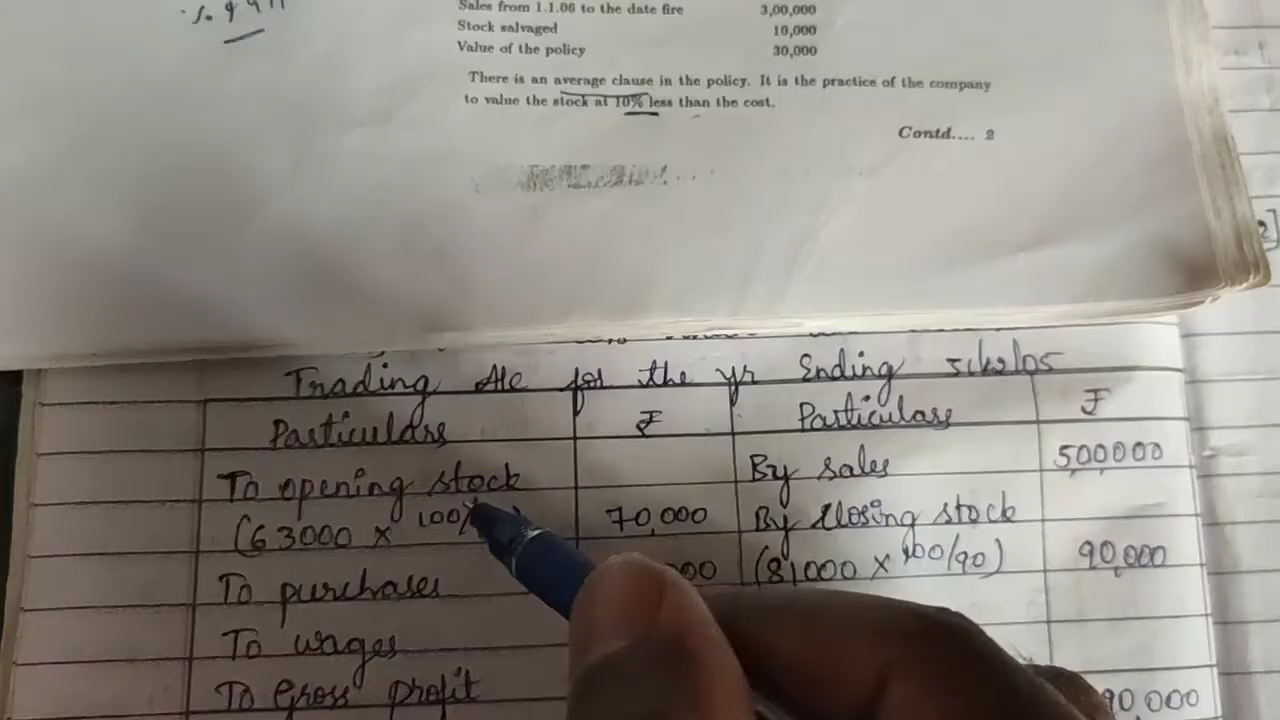 Sales from 1.1.06 to the date fire 3,00,000
Stock salvaged 10,000
Value of the policy 30,000
There is an average clause in the policy. It is the practice of the company
to value the stock at 10% less than the cost.
Contd.... 2
Trading A/c for the yr Ending
Particulars ₹ Particulars ₹
To opening stock By sales 500000
(63000 × 100/ 70,000 By closing stock
To purchases 000 (81000 × 100/90) 90,000
To wages
To Gross profit 90,000